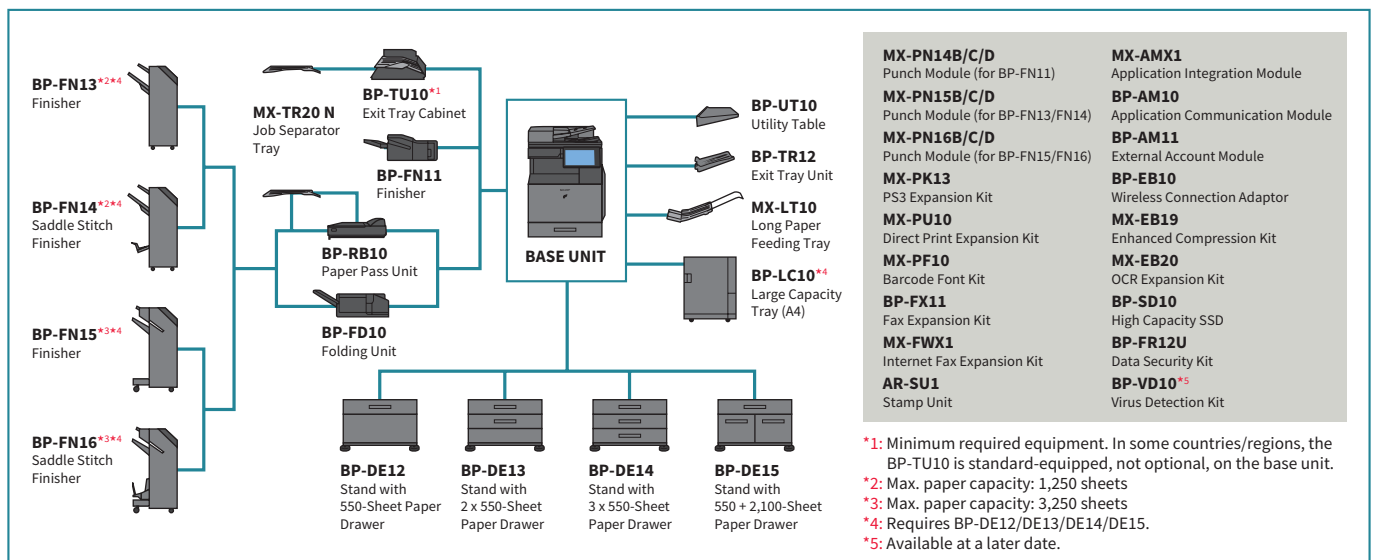 BP-FN13*2*4
Finisher
BP-FN14*2*4
Saddle Stitch
Finisher
BP-FN15*3*4
Finisher
BP-FN16*3*4
Saddle Stitch
Finisher
MX-TR20 N
Job Separator
Tray
BP-TU10*1
Exit Tray Cabinet
BP-FN11
Finisher
BP-RB10
Paper Pass Unit
BP-FD10
Folding Unit
BASE UNIT
BP-UT10
Utility Table
BP-TR12
Exit Tray Unit
MX-LT10
Long Paper
Feeding Tray
BP-LC10*4
Large Capacity
Tray (A4)
BP-DE12
Stand with
550-Sheet Paper
Drawer
BP-DE13
Stand with
2 x 550-Sheet
Paper Drawer
BP-DE14
Stand with
3 x 550-Sheet
Paper Drawer
BP-DE15
Stand with
550 + 2,100-Sheet
Paper Drawer
MX-PN14B/C/D
Punch Module (for BP-FN11)
MX-PN15B/C/D
Punch Module (for BP-FN13/FN14)
MX-PN16B/C/D
Punch Module (for BP-FN15/FN16)
MX-PK13
PS3 Expansion Kit
MX-PU10
Direct Print Expansion Kit
MX-PF10
Barcode Font Kit
BP-FX11
Fax Expansion Kit
MX-FWX1
Internet Fax Expansion Kit
AR-SU1
Stamp Unit
MX-AMX1
Application Integration Module
BP-AM10
Application Communication Module
BP-AM11
External Account Module
BP-EB10
Wireless Connection Adaptor
MX-EB19
Enhanced Compression Kit
MX-EB20
OCR Expansion Kit
BP-SD10
High Capacity SSD
BP-FR12U
Data Security Kit
BP-VD10*5
Virus Detection Kit
*1: Minimum required equipment. In some countries/regions, the
BP-TU10 is standard-equipped, not optional, on the base unit.
*2: Max. paper capacity: 1,250 sheets
*3: Max. paper capacity: 3,250 sheets
*4: Requires BP-DE12/DE13/DE14/DE15.
*5: Available at a later date.